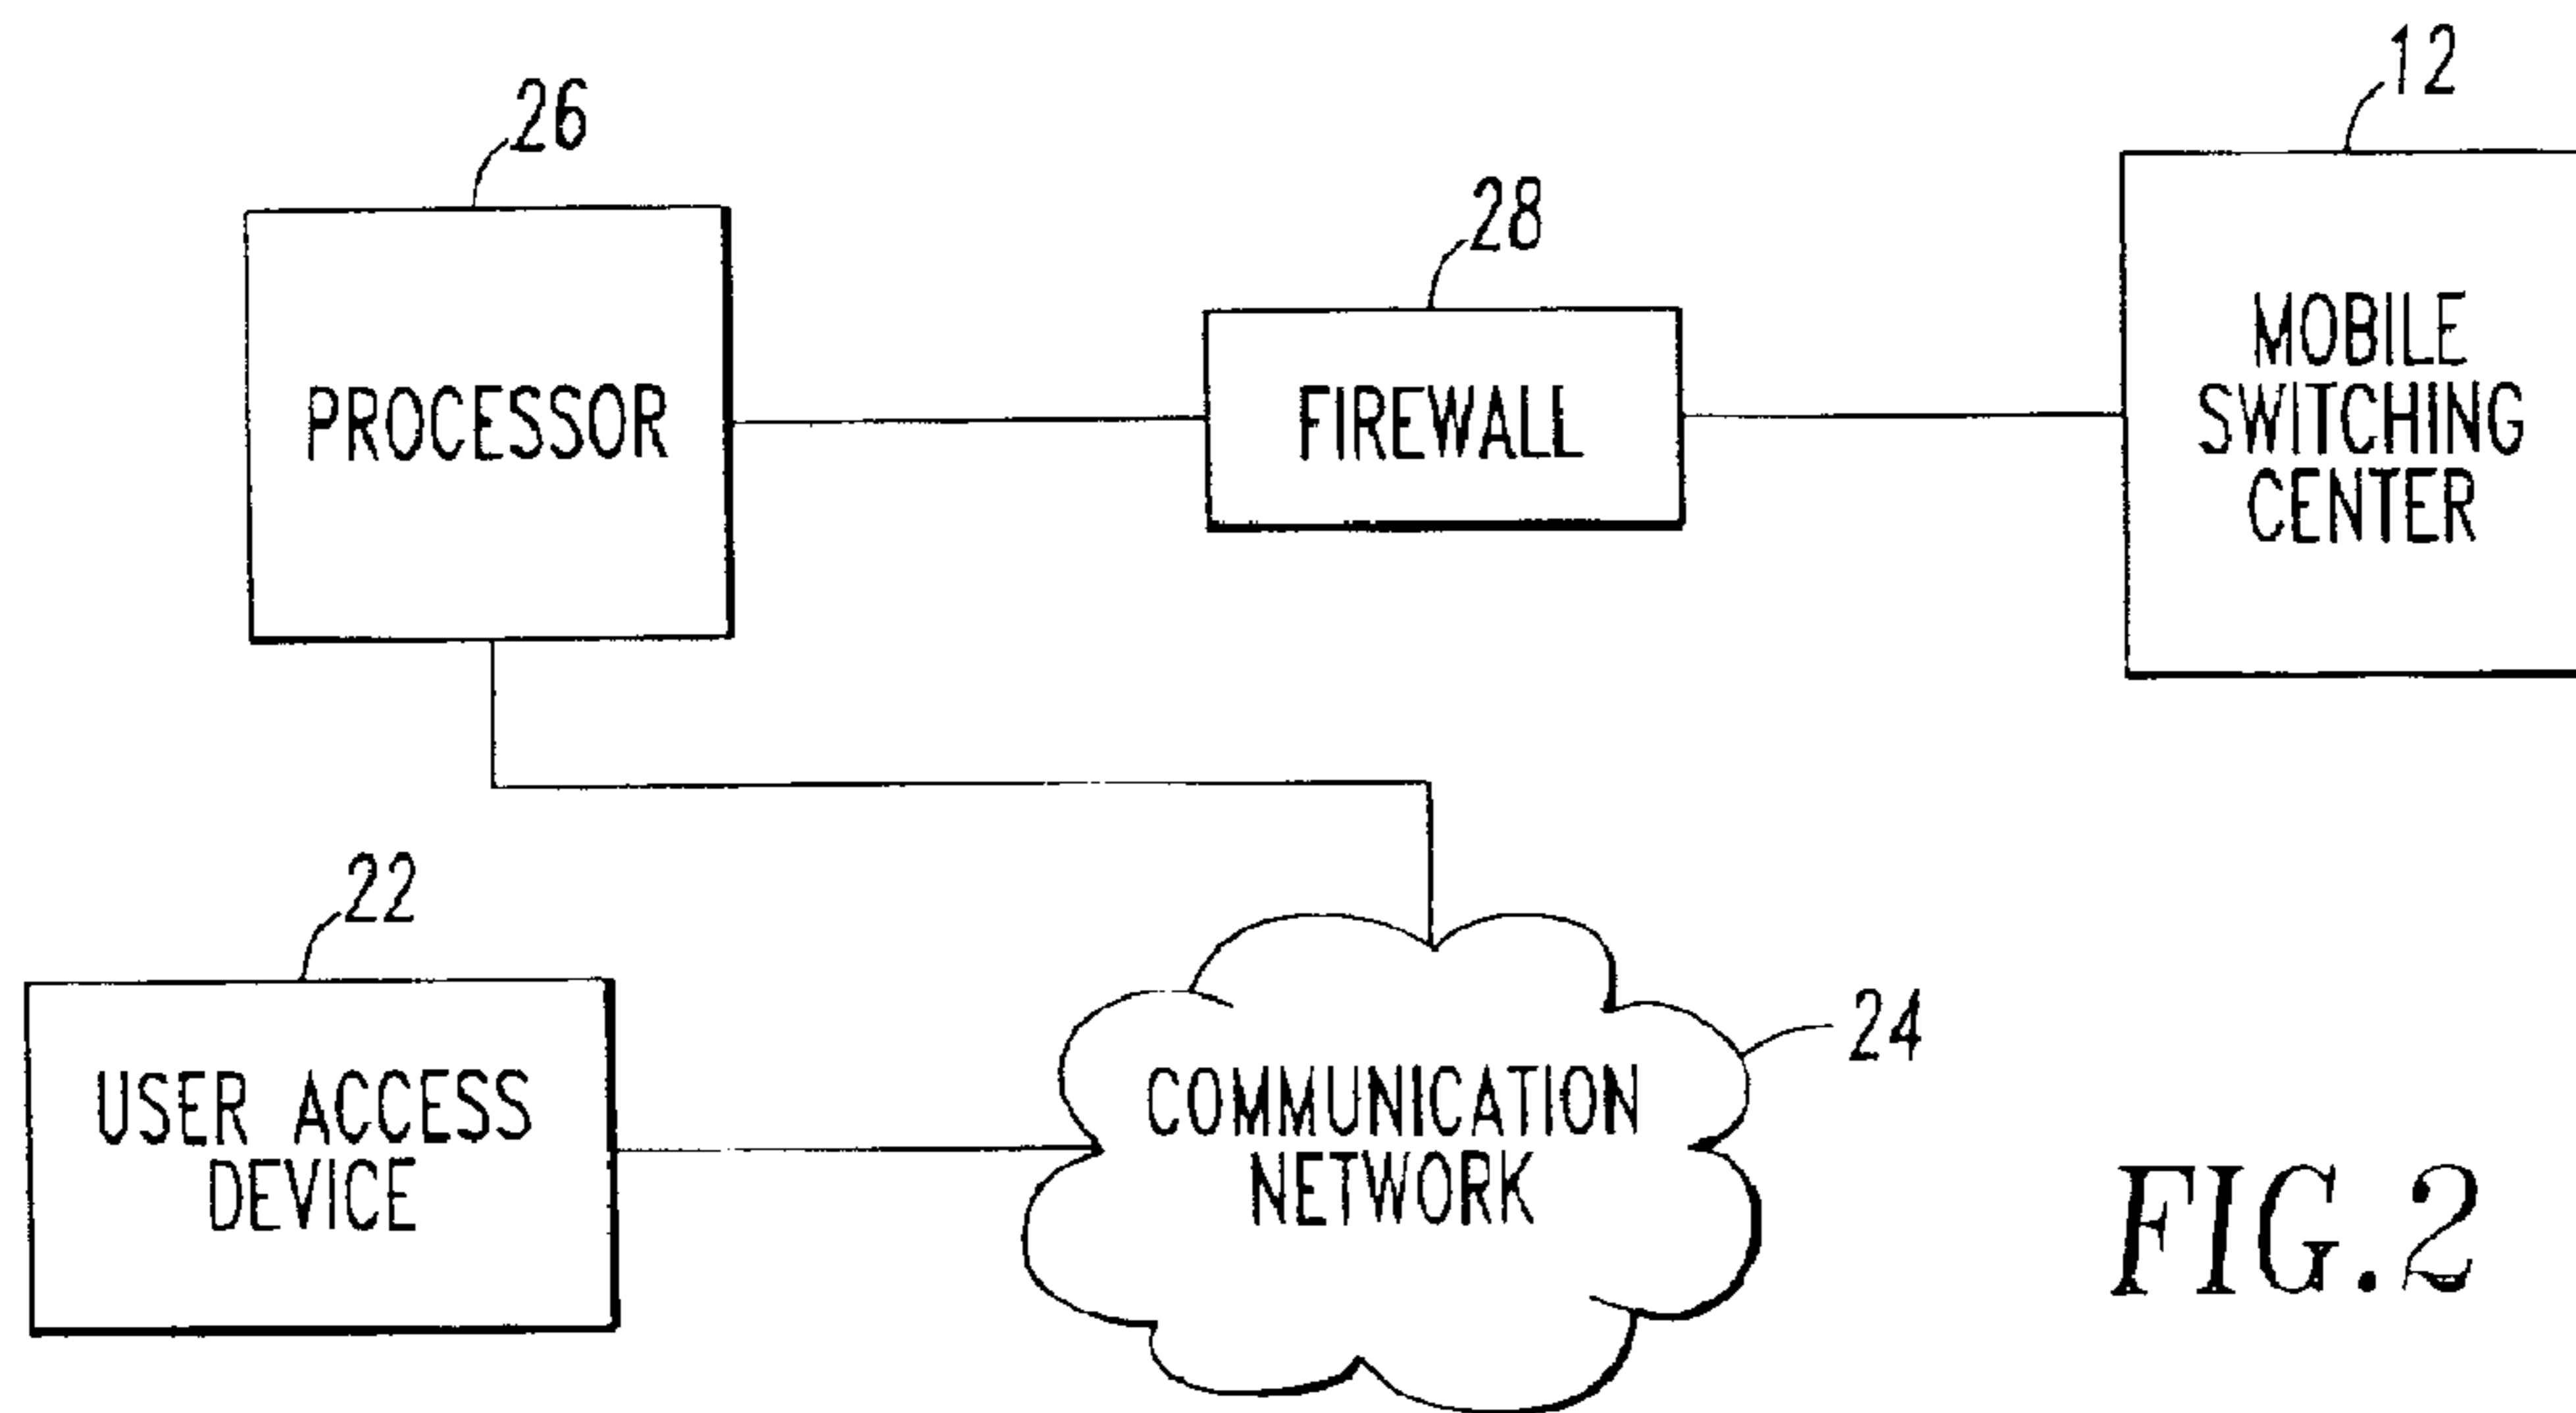 26
PROCESSOR
28
FIREWALL
12
MOBILE
SWITCHING
CENTER
22
USER ACCESS
DEVICE
24
COMMUNICATION
NETWORK
FIG.2